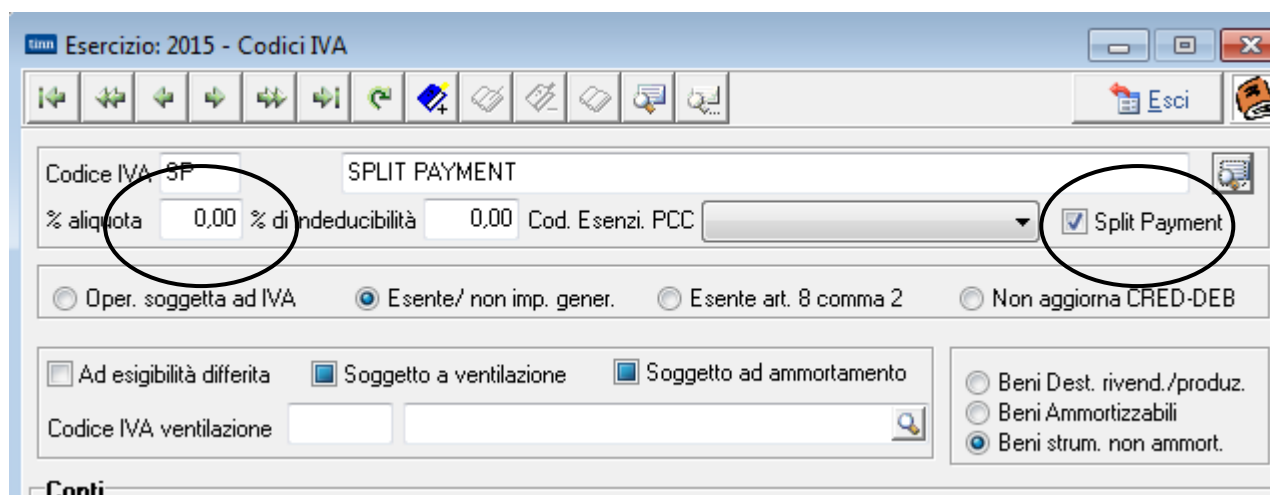 tinn Esercizio: 2015 - Codici IVA
Esci
Codice IVA SP SPLIT PAYMENT
% aliquota 0,00 % di indeducibilità 0,00 Cod. Esenzi. PCC Split Payment
Oper. soggetta ad IVA Esente/ non imp. gener. Esente art. 8 comma 2 Non aggiorna CRED-DEB
Ad esigibilità differita Soggetto a ventilazione Soggetto ad ammortamento
Codice IVA ventilazione
Beni Dest. rivend./produz.
Beni Ammortizzabili
Beni strum. non ammort.
Conti